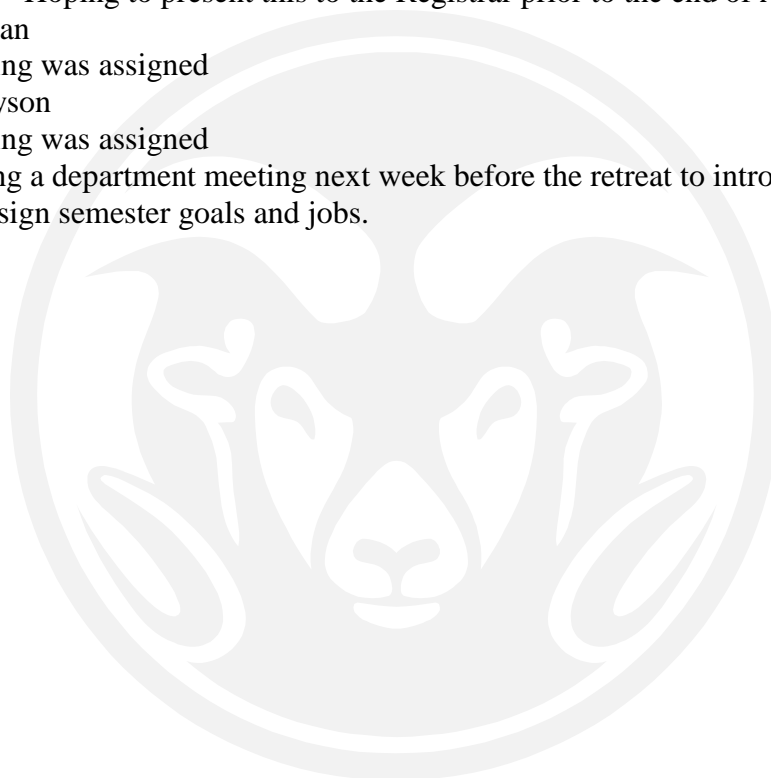 Hoping to present this to the Registrar prior to the end of
an
ng was assigned
yson
ng was assigned
ng a department meeting next week before the retreat to intro
sign semester goals and jobs.